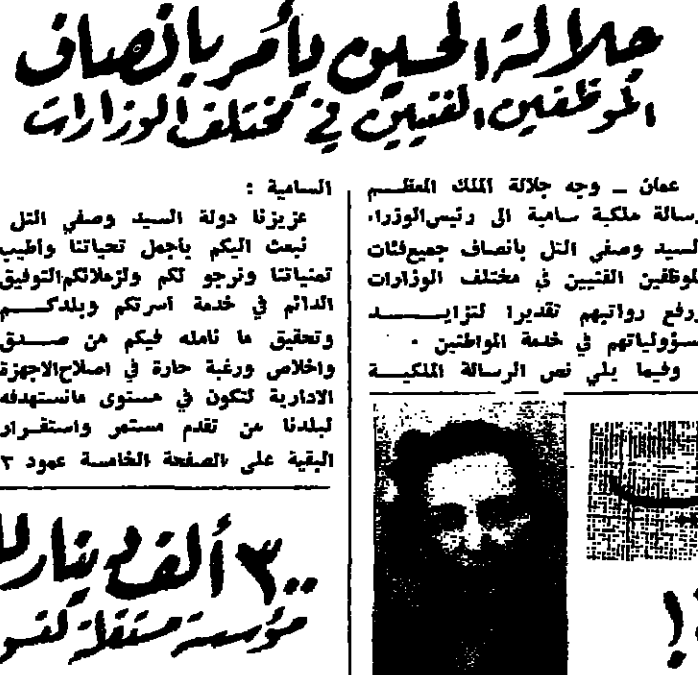 جلالة الحسين يأمر بانصاف
الموظفين الفنيين في مختلف الوزارات
عمان ــ وجه جلالة الملك المعظم
رسالة ملكية سامية الى رئيس الوزراء
السيد وصفي التل بانصاف جميع فئات
الموظفين الفنيين في مختلف الوزارات
ورفع رواتبهم تقديرا لتزايد
مسؤولياتهم في خدمة المواطنين .
وفيما يلي نص الرسالة الملكية
السامية :
عزيزنا دولة السيد وصفي التل
نبعث اليكم بأجمل تحياتنا وأطيب
تمنياتنا ونرجو لكم ولزملائكم التوفيق
الدائم في خدمة اسرتكم وبلدكم
وتحقيق ما نامله فيكم من صدق
واخلاص ورغبة حارة في اصلاح الاجهزة
الادارية لتكون في مستوى مانستهدفه
لبلدنا من تقدم مستمر واستقرار
البقية على الصفحة الخامسة عمود ٣
٣٠٠ ألف دينار
مؤسسة مستقلة
!